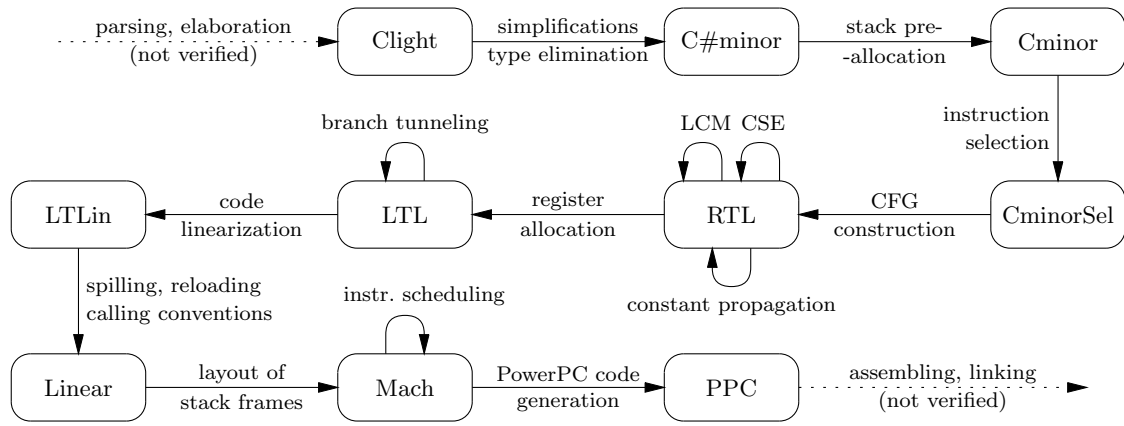 parsing, elaboration
(not verified)
Clight
simplifications
type elimination
C#minor
stack pre-
-allocation
Cminor
instruction
selection
branch tunneling
LCM
CSE
LTLin
code
linearization
LTL
register
allocation
RTL
CFG
construction
CminorSel
constant propagation
spilling, reloading
calling conventions
instr. scheduling
Linear
layout of
stack frames
Mach
PowerPC code
generation
PPC
assembling, linking
(not verified)